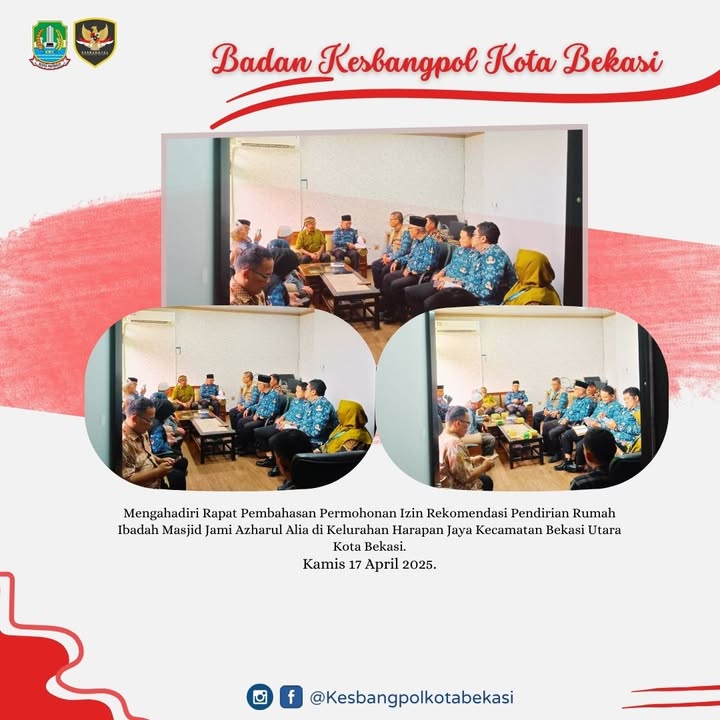 Badan Kesbangpol Kota Bekasi
Mengahadiri Rapat Pembahasan Permohonan Izin Rekomendasi Pendirian Rumah
Ibadah Masjid Jami Azharul Alia di Kelurahan Harapan Jaya Kecamatan Bekasi Utara
Kota Bekasi.
Kamis 17 April 2025.
@Kesbangpolkotabekasi